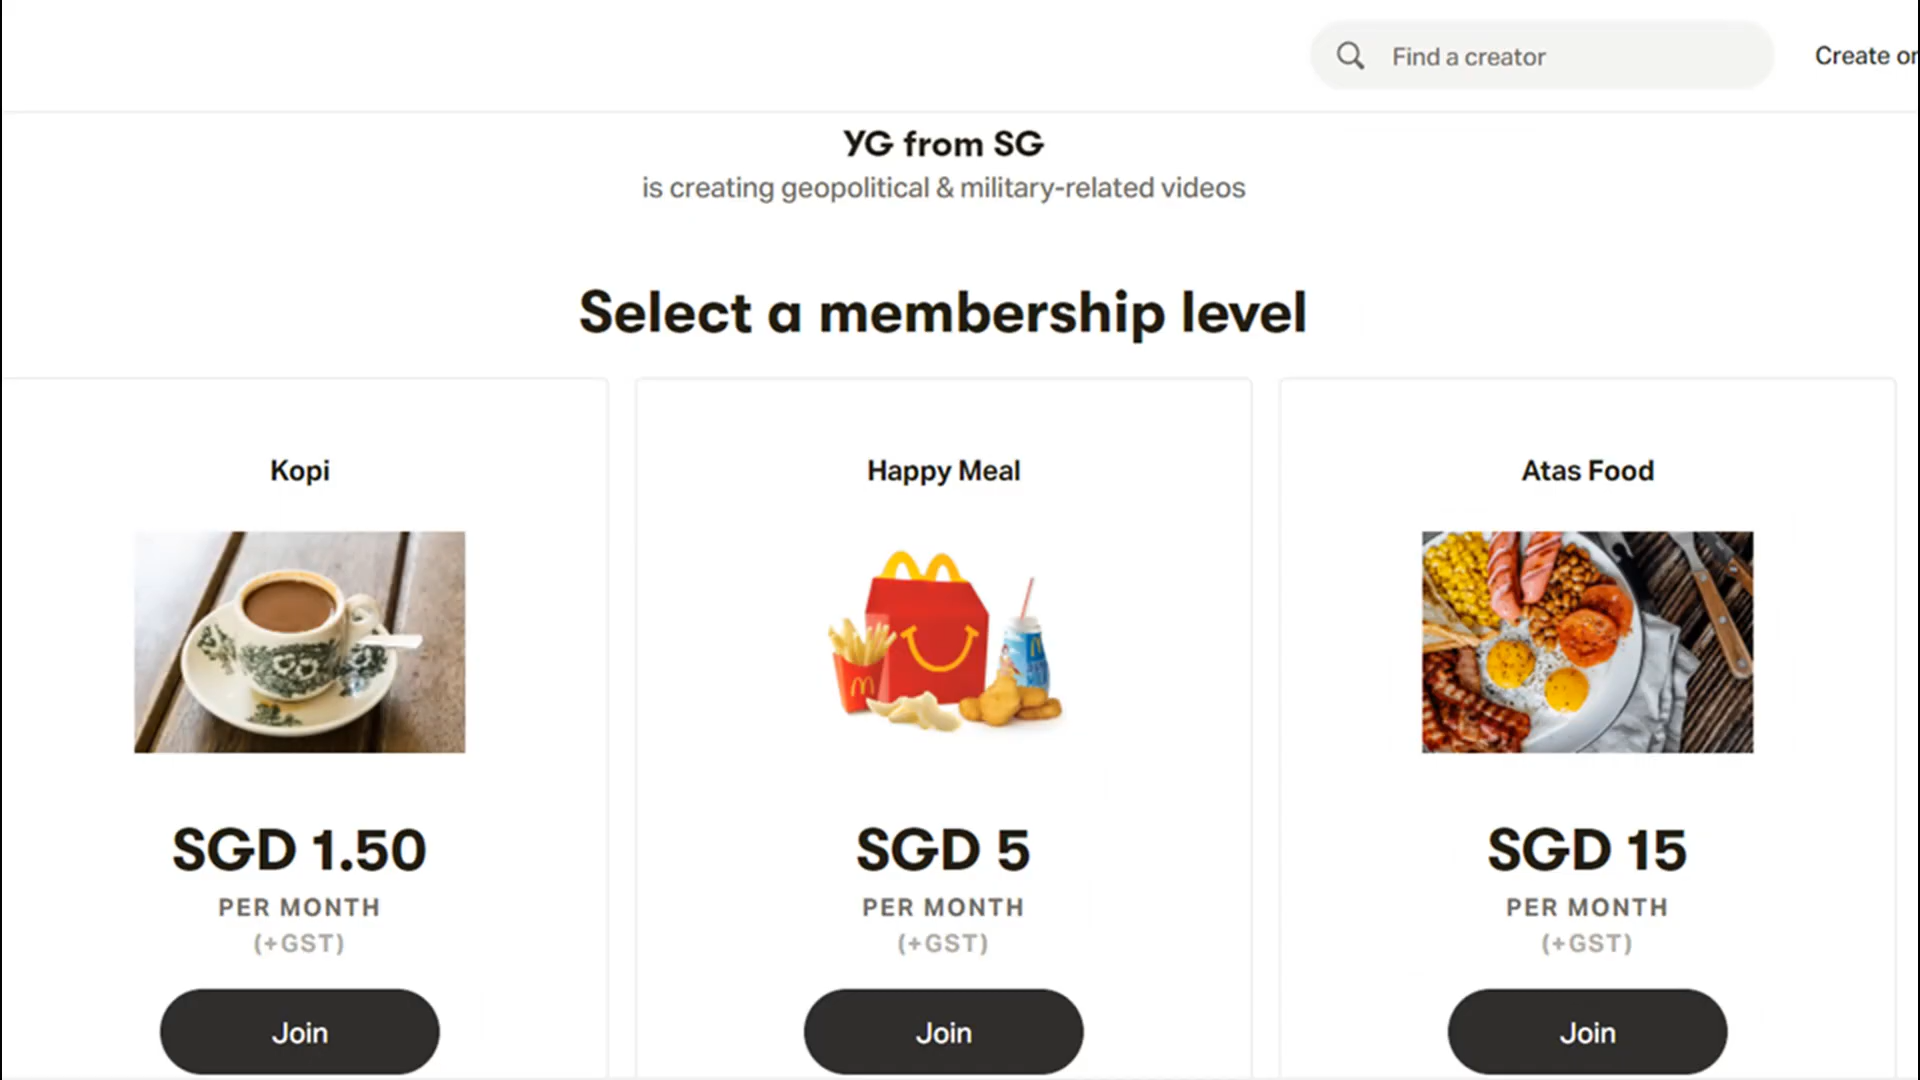 Find a creator
Create or
YG from SG
is creating geopolitical & military-related videos
Select a membership level
Kopi
Happy Meal
Atas Food
SGD 1.50
PER MONTH
(+GST)
Join
SGD 5
PER MONTH
(+GST)
Join
SGD 15
PER MONTH
(+GST)
Join